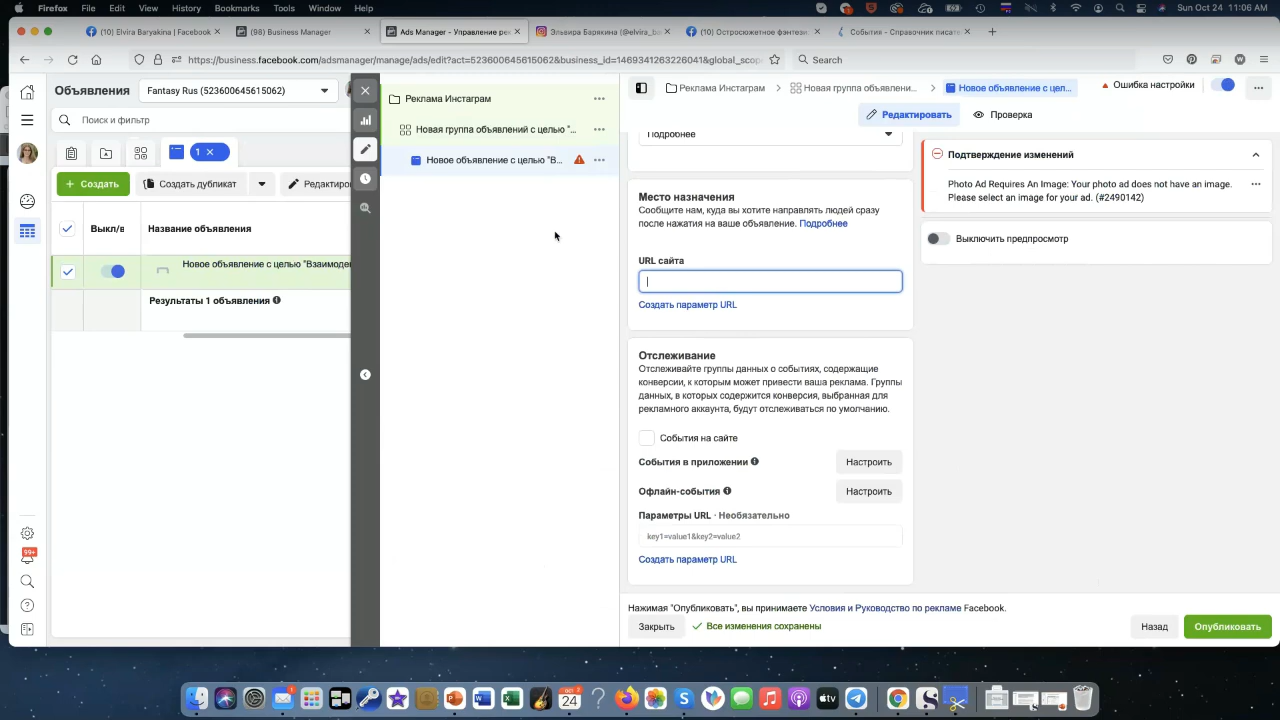 Firefox File Edit View History Bookmarks Tools Window Help
Sun Oct 24 11:06 AM
(10) Elvira Baryakina | Facebook
(98) Business Manager
Ads Manager - Управление рек
Эльвира Барякина (@elvira_ba
(10) Остросюжетное фэнтези:
События - Справочник писате
https://business.facebook.com/adsmanager/manage/ads/edit?act=523600645615062&business_id=1469341263226041&global_scop
Search
Объявления
Fantasy Rus (523600645615062)
Поиск и фильтр
1
Создать
Создать дубликат
Редактиро
Выкл/в
Название объявления
Новое объявление с целью "Взаимоде
Результаты 1 объявления
99+
Реклама Инстаграм
Новая группа объявлений с целью "...
Новое объявление с целью "В...
Реклама Инстаграм
Новая группа объявлени...
Новое объявление с цел...
Ошибка настройки
Редактировать
Проверка
Подробнее
Место назначения
Сообщите нам, куда вы хотите направлять людей сразу
после нажатия на ваше объявление. Подробнее
URL сайта
Создать параметр URL
Отслеживание
Отслеживайте группы данных о событиях, содержащие
конверсии, к которым может привести ваша реклама. Группы
данных, в которых содержится конверсия, выбранная для
рекламного аккаунта, будут отслеживаться по умолчанию.
События на сайте
События в приложении
Настроить
Офлайн-события
Настроить
Параметры URL · Необязательно
key1=value1&key2=value2
Создать параметр URL
Подтверждение изменений
Photo Ad Requires An Image: Your photo ad does not have an image.
Please select an image for your ad. (#2490142)
Выключить предпросмотр
Нажимая "Опубликовать", вы принимаете Условия и Руководство по рекламе Facebook.
Закрыть
Все изменения сохранены
Назад
Опубликовать